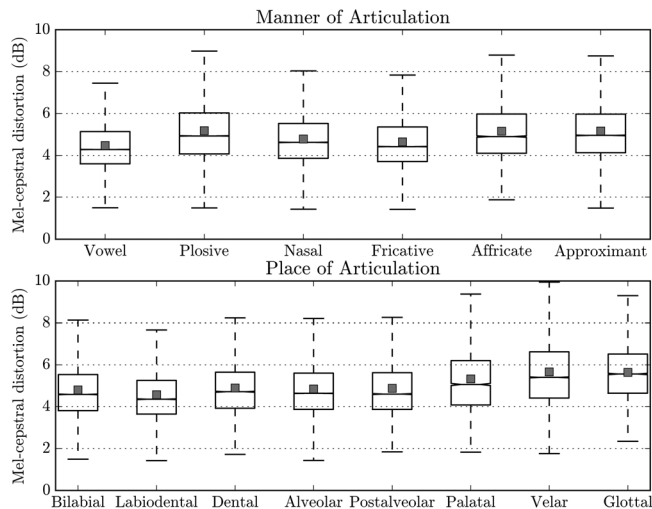 Manner of Articulation
Mel-cepstral distortion (dB)
10
8
6
4
2
0
Vowel Plosive Nasal Fricative Affricate Approximant
Place of Articulation
Mel-cepstral distortion (dB)
10
8
6
4
2
0
Bilabial Labiodental Dental Alveolar Postalveolar Palatal Velar Glottal